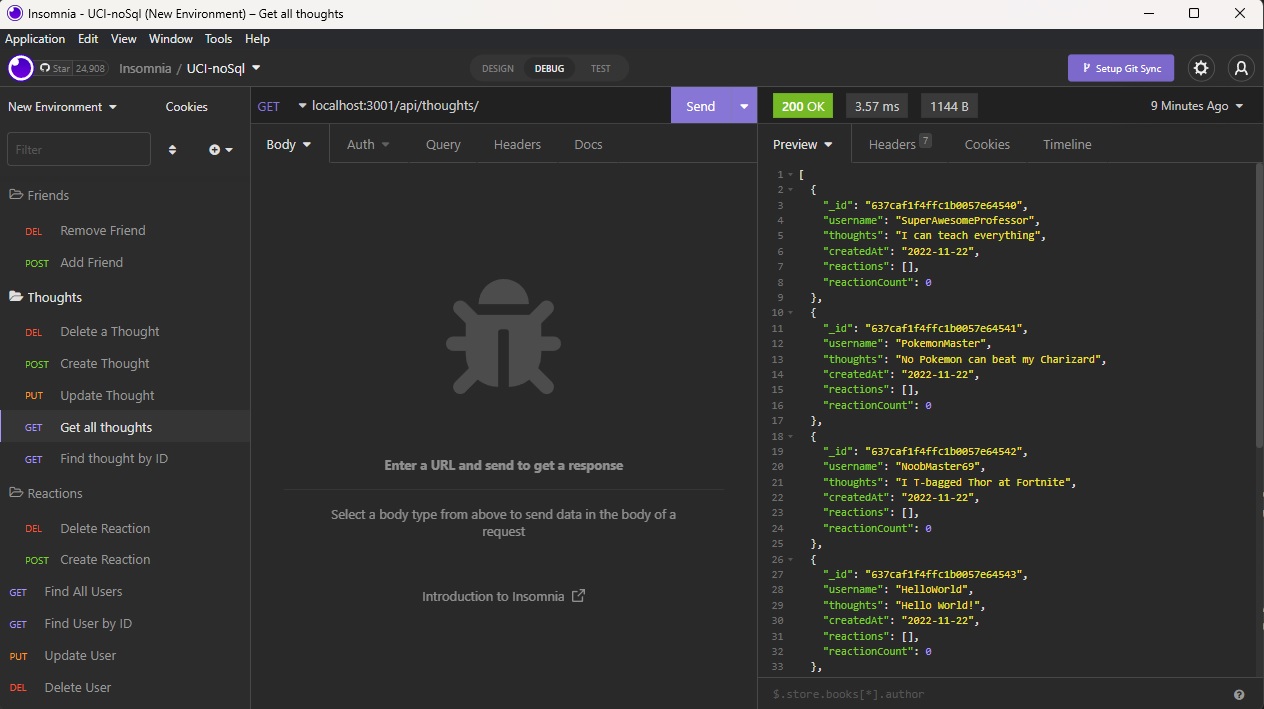 Insomnia - UCI-noSql (New Environment) – Get all thoughts
Application Edit View Window Tools Help
Star 24,908 Insomnia / UCI-noSql
DESIGN DEBUG TEST
Setup Git Sync
New Environment Cookies
Filter
Friends
DEL Remove Friend
POST Add Friend
Thoughts
DEL Delete a Thought
POST Create Thought
PUT Update Thought
GET Get all thoughts
GET Find thought by ID
Reactions
DEL Delete Reaction
POST Create Reaction
GET Find All Users
GET Find User by ID
PUT Update User
DEL Delete User
GET localhost:3001/api/thoughts/ Send
Body Auth Query Headers Docs
Enter a URL and send to get a response
Select a body type from above to send data in the body of a
request
Introduction to Insomnia
200 OK 3.57 ms 1144 B 9 Minutes Ago
Preview Headers 7 Cookies Timeline
1 [
2 {
3 "_id": "637caf1f4ffc1b0057e64540",
4 "username": "SuperAwesomeProfessor",
5 "thoughts": "I can teach everything",
6 "createdAt": "2022-11-22",
7 "reactions": [],
8 "reactionCount": 0
9 },
10 {
11 "_id": "637caf1f4ffc1b0057e64541",
12 "username": "PokemonMaster",
13 "thoughts": "No Pokemon can beat my Charizard",
14 "createdAt": "2022-11-22",
15 "reactions": [],
16 "reactionCount": 0
17 },
18 {
19 "_id": "637caf1f4ffc1b0057e64542",
20 "username": "NoobMaster69",
21 "thoughts": "I T-bagged Thor at Fortnite",
22 "createdAt": "2022-11-22",
23 "reactions": [],
24 "reactionCount": 0
25 },
26 {
27 "_id": "637caf1f4ffc1b0057e64543",
28 "username": "HelloWorld",
29 "thoughts": "Hello World!",
30 "createdAt": "2022-11-22",
31 "reactions": [],
32 "reactionCount": 0
33 },
$.store.books[*].author